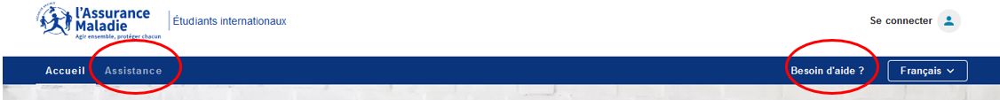 l'Assurance
Maladie
Agir ensemble, protéger chacun
Étudiants internationaux
Se connecter
Accueil
Assistance
Besoin d'aide ?
Français